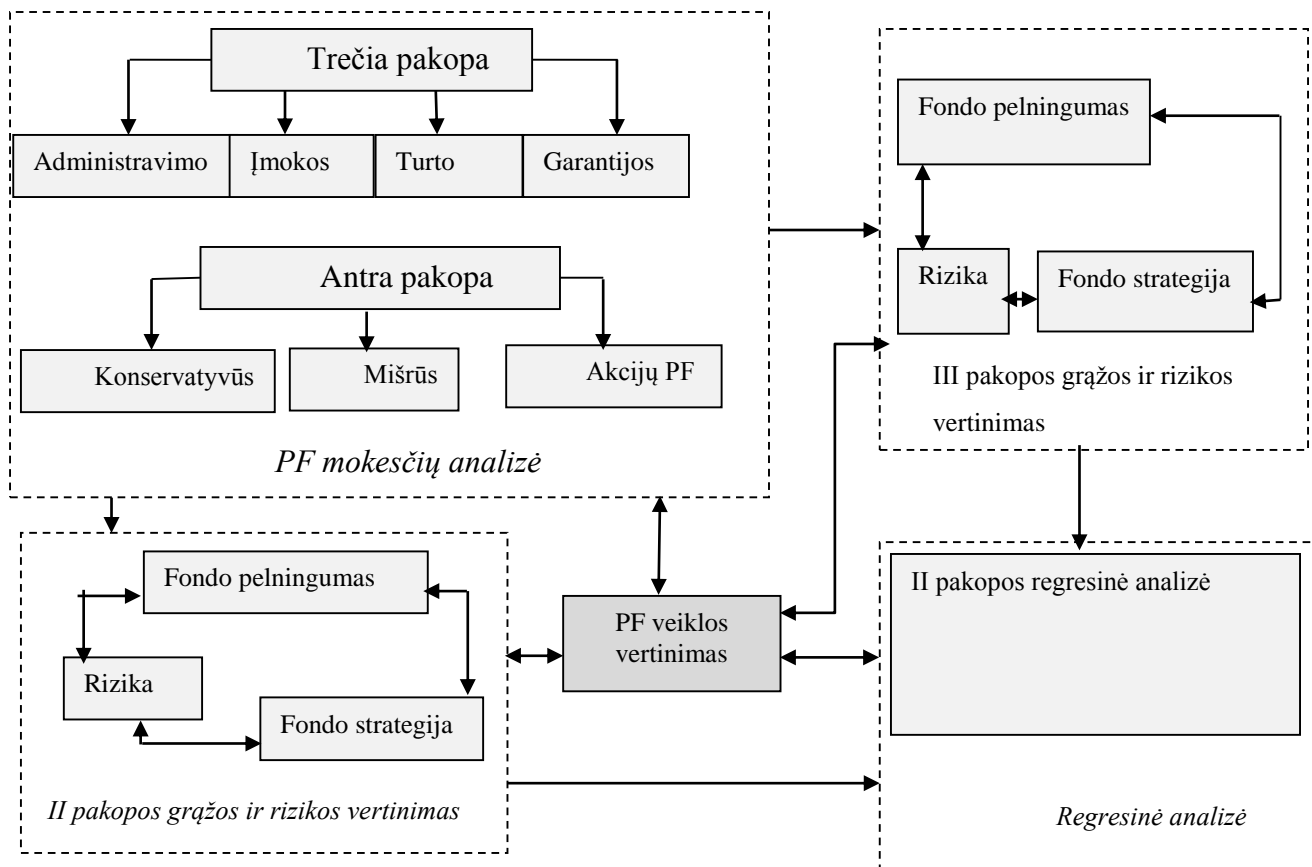 Trečia pakopa
Administravimo
Įmokos
Turto
Garantijos
Antra pakopa
Konservatyvūs
Mišrūs
Akcijų PF
PF mokesčių analizė
Fondo pelningumas
Rizika
Fondo strategija
III pakopos grąžos ir rizikos
vertinimas
Fondo pelningumas
Rizika
Fondo strategija
II pakopos grąžos ir rizikos vertinimas
PF veiklos
vertinimas
II pakopos regresinė analizė
Regresinė analizė